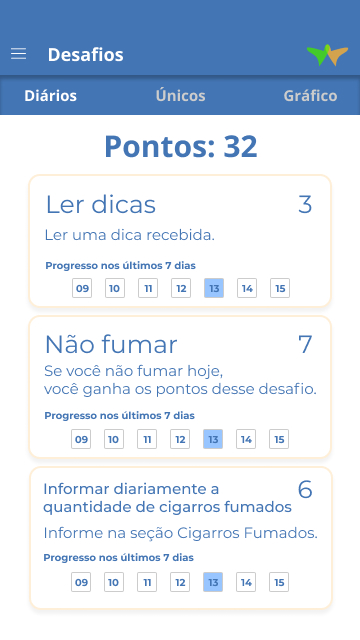 Desafios
Diários Únicos Gráfico
Pontos: 32
Ler dicas 3
Ler uma dica recebida.
Progresso nos últimos 7 dias
09 10 11 12 13 14 15
Não fumar 7
Se você não fumar hoje,
você ganha os pontos desse desafio.
Progresso nos últimos 7 dias
09 10 11 12 13 14 15
Informar diariamente a 6
quantidade de cigarros fumados
Informe na seção Cigarros Fumados.
Progresso nos últimos 7 dias
09 10 11 12 13 14 15